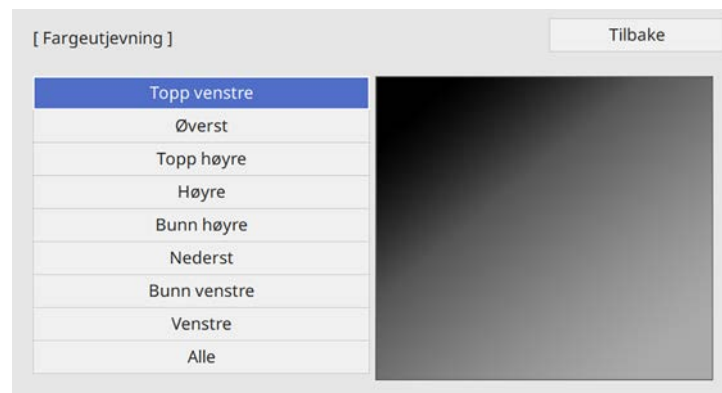 [ Fargeutjevning ]
Tilbake
Topp venstre
Øverst
Topp høyre
Høyre
Bunn høyre
Nederst
Bunn venstre
Venstre
Alle